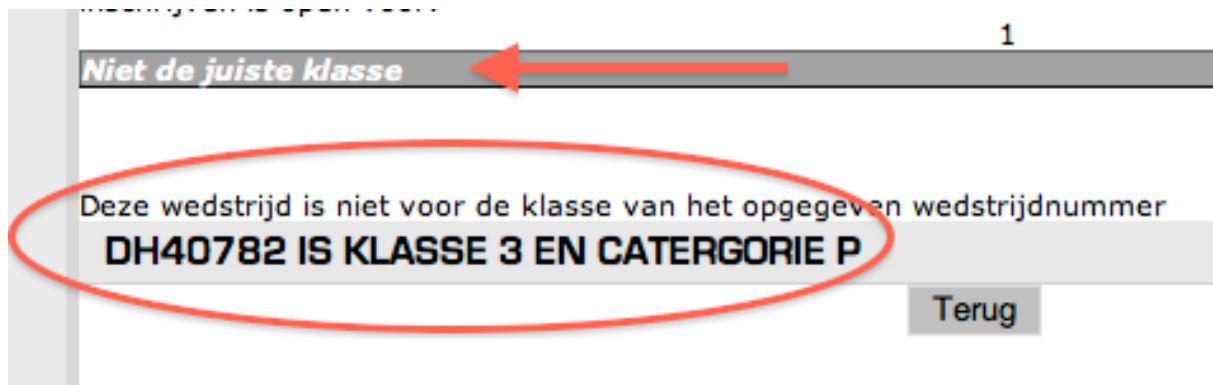 1
Niet de juiste klasse
Deze wedstrijd is niet voor de klasse van het opgegeven wedstrijdnummer
DH40782 IS KLASSE 3 EN CATERGORIE P
Terug